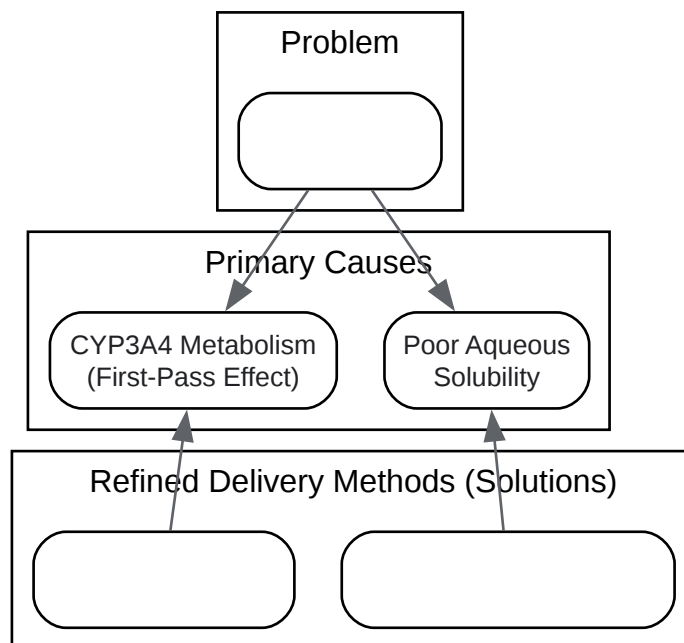 Problem
Primary Causes
CYP3A4 Metabolism
(First-Pass Effect)
Poor Aqueous
Solubility
Refined Delivery Methods (Solutions)